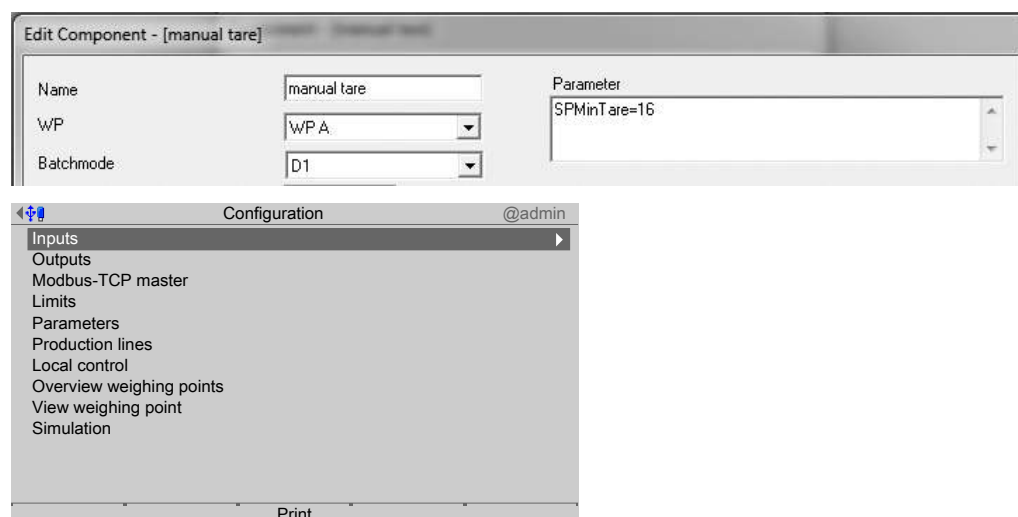 Edit Component - [manual tare]
Name manual tare Parameter
SPMinTare=16
WP WP A
Batchmode D1
Configuration @admin
Inputs
Outputs
Modbus-TCP master
Limits
Parameters
Production lines
Local control
Overview weighing points
View weighing point
Simulation
Print